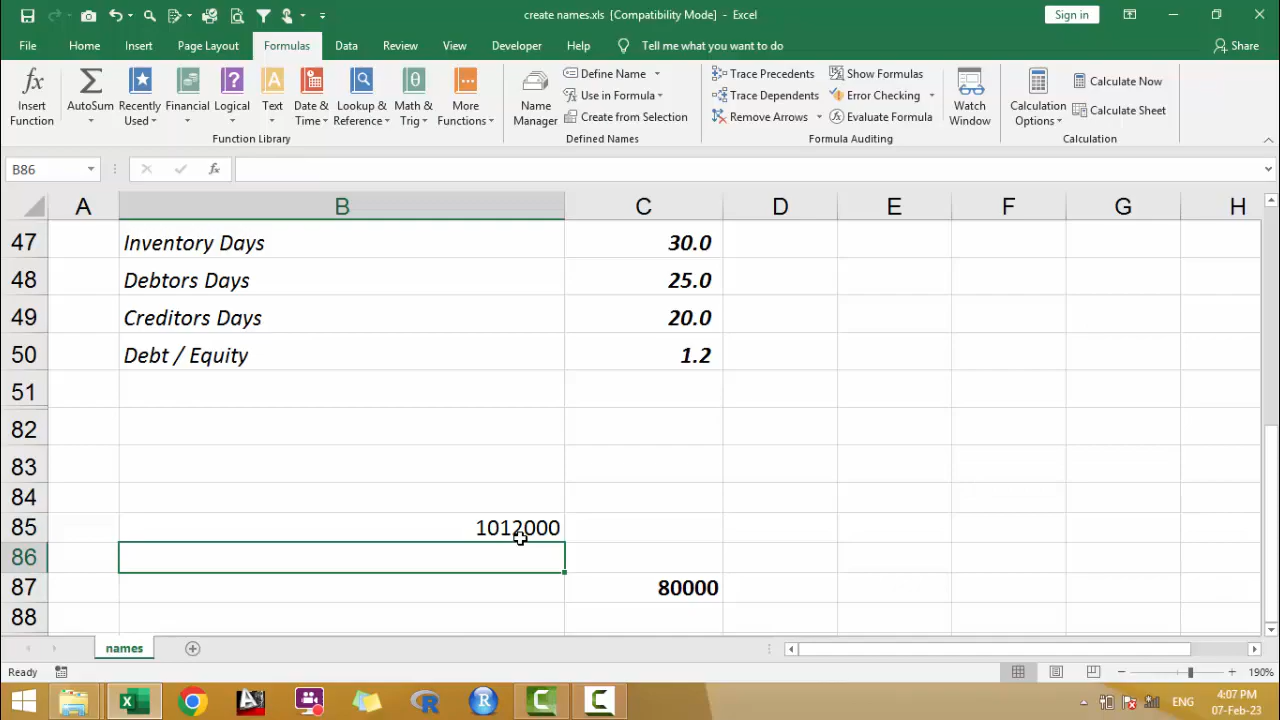 create names.xls [Compatibility Mode] - Excel
Sign in
File Home Insert Page Layout Formulas Data Review View Developer Help Tell me what you want to do Share
Insert Function
AutoSum
Recently Used
Financial
Logical
Text
Date & Time
Lookup & Reference
Math & Trig
More Functions
Function Library
Name Manager
Define Name
Use in Formula
Create from Selection
Defined Names
Trace Precedents
Trace Dependents
Remove Arrows
Show Formulas
Error Checking
Evaluate Formula
Formula Auditing
Watch Window
Calculation Options
Calculate Now
Calculate Sheet
Calculation
B86 fx
A B C D E F G H
47 Inventory Days 30.0
48 Debtors Days 25.0
49 Creditors Days 20.0
50 Debt / Equity 1.2
51
82
83
84
85 1012000
86
87 80000
88
names
Ready 190%
ENG 4:07 PM
07-Feb-23